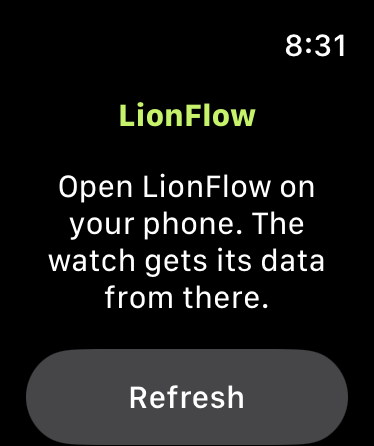 8:31
LionFlow
Open LionFlow on
your phone. The
watch gets its data
from there.
Refresh